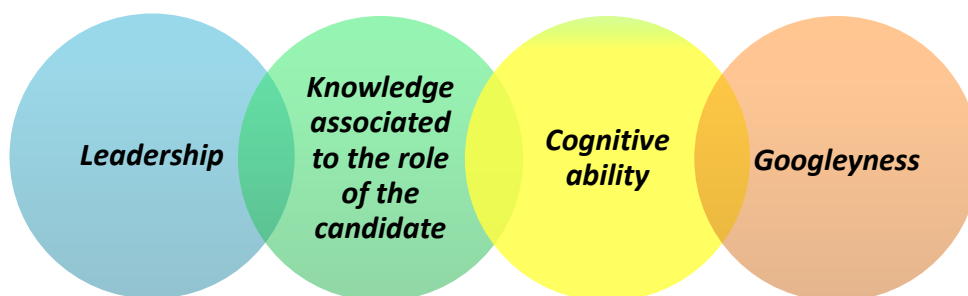 Leadership
Knowledge
associated
to the role
of the
candidate
Cognitive
ability
Googleyness